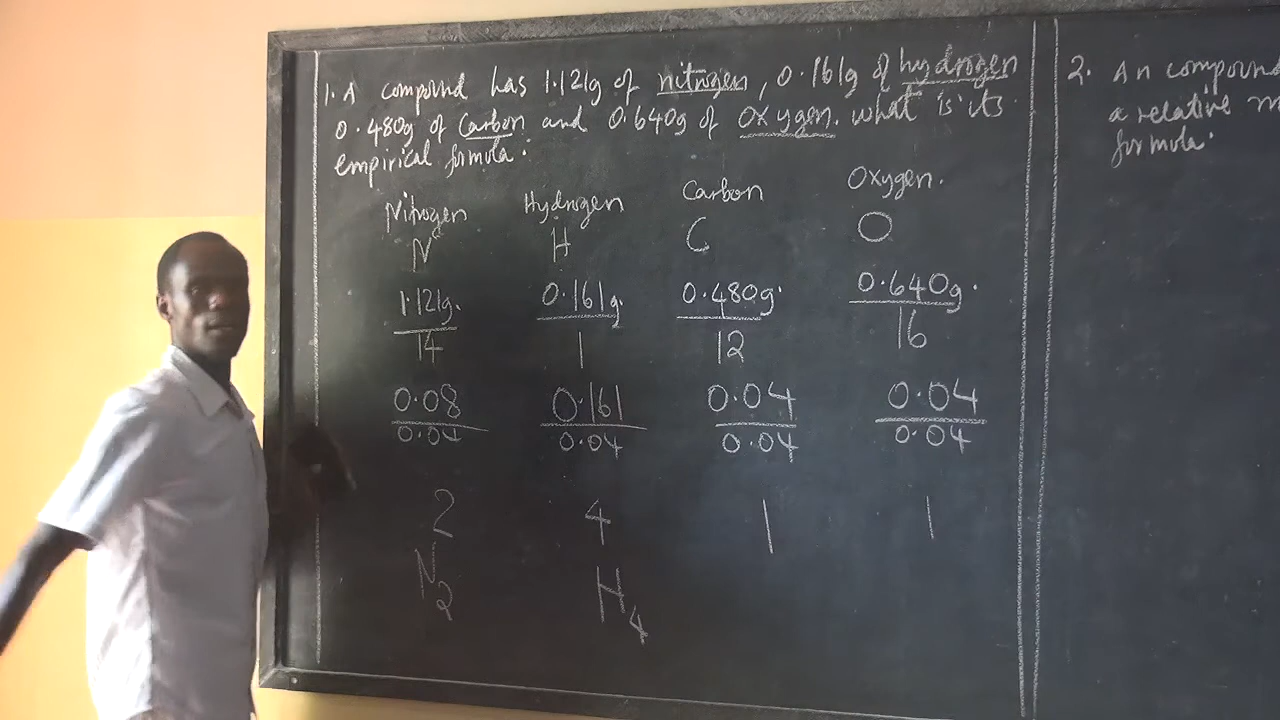 1. A compound has 1.121g of nitrogen, 0.161g of hydrogen
0.480g of Carbon and 0.640g of Oxygen. what is its
empirical formula.
Nitrogen Hydrogen Carbon Oxygen.
N H C O
1.121g. 0.161g. 0.480g. 0.640g.
14 1 12 16
0.08 0.161 0.04 0.04
0.04 0.04 0.04 0.04
2 4 1 1
N2 H4
2. An compound
a relative
formula.